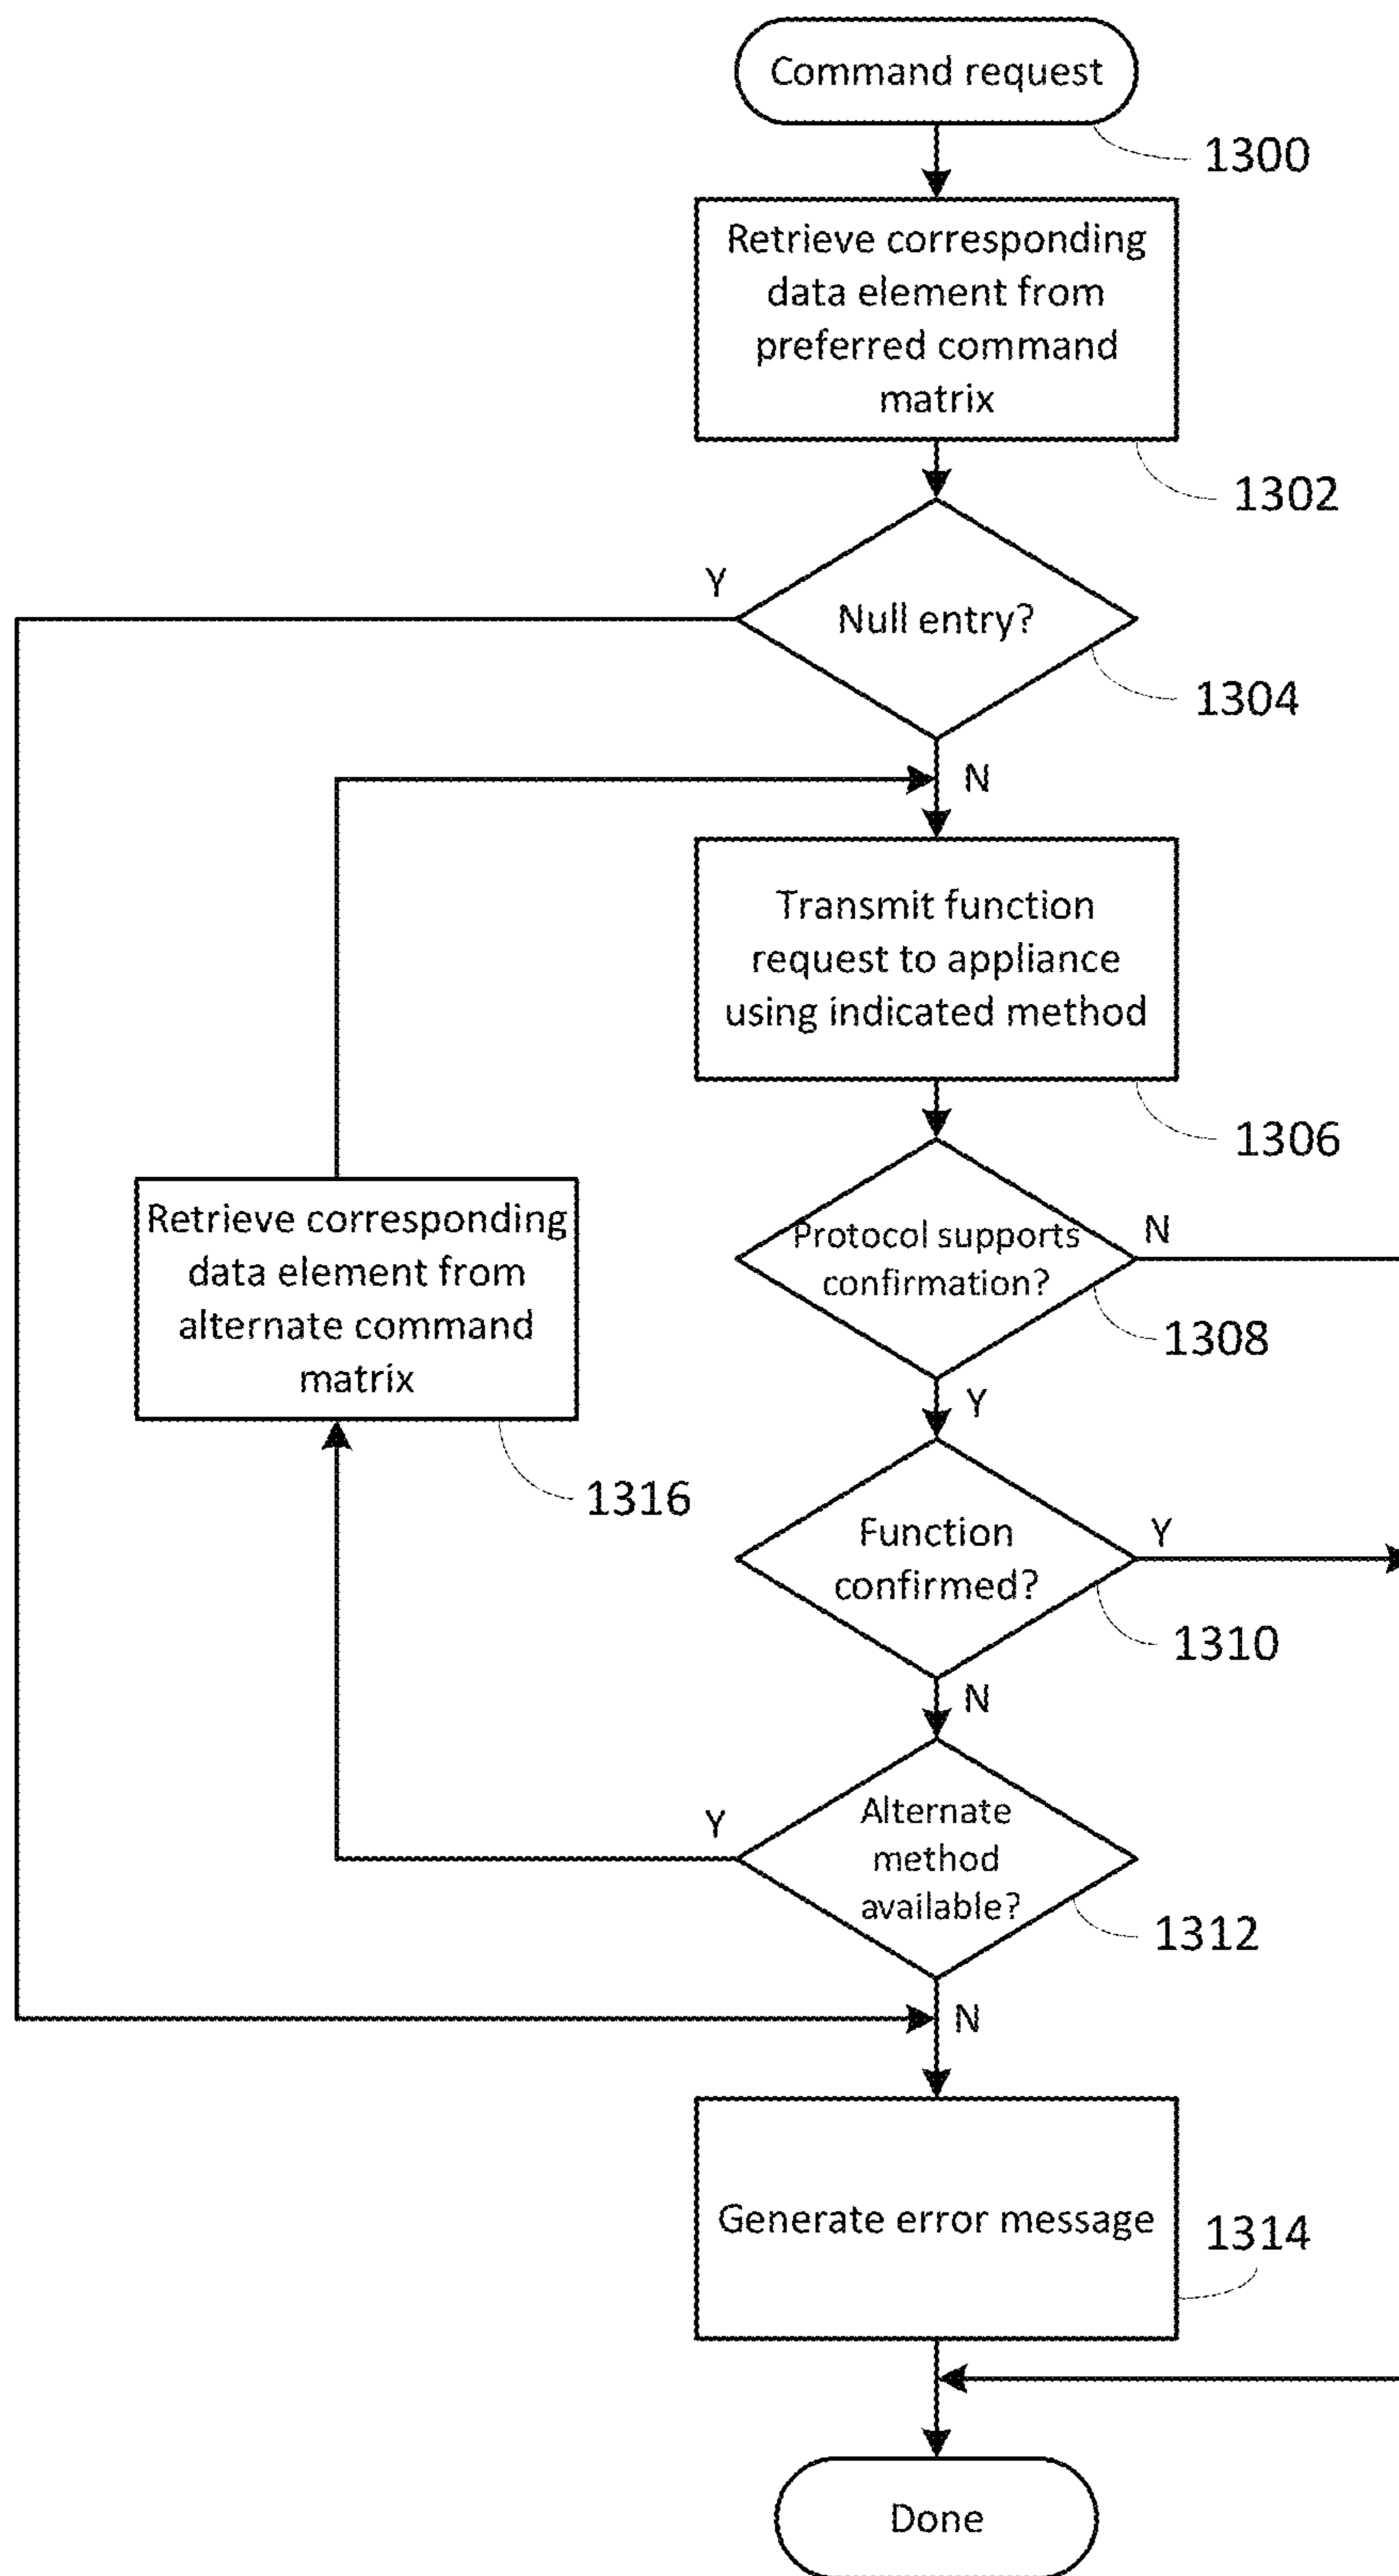 Command request
1300
Retrieve corresponding
data element from
preferred command
matrix
1302
Y
Null entry?
1304
N
Transmit function
request to appliance
using indicated method
1306
Retrieve corresponding
data element from
alternate command
matrix
1316
Protocol supports
confirmation?
N
1308
Y
Function
confirmed?
Y
1310
N
Y
Alternate
method
available?
1312
N
Generate error message
1314
Done